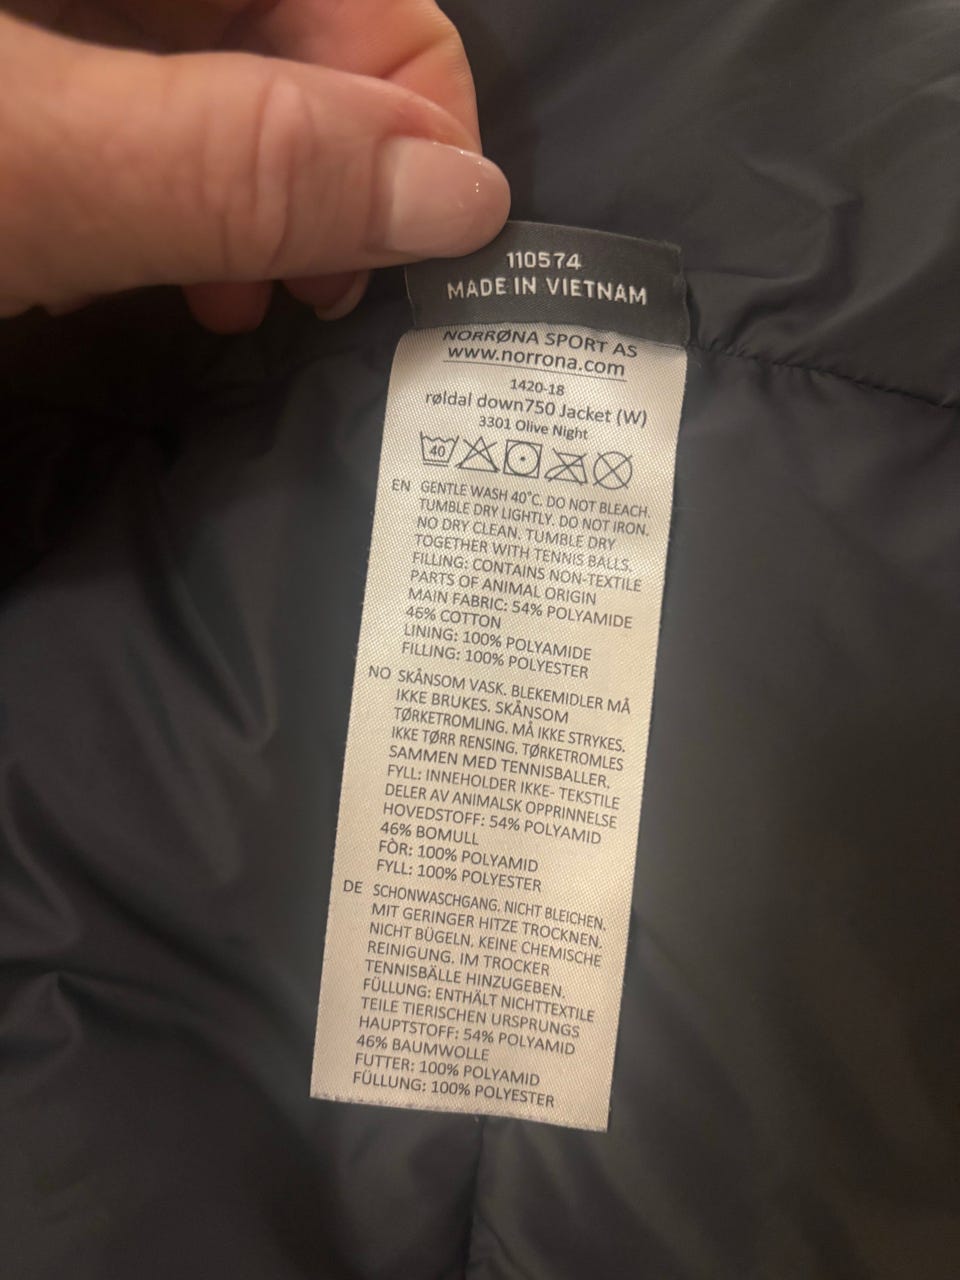 110574
MADE IN VIETNAM
NORRØNA SPORT AS
www.norrona.com
1420-18
røldal down750 Jacket (W)
3301 Olive Night
40
EN GENTLE WASH 40°C. DO NOT BLEACH.
TUMBLE DRY LIGHTLY. DO NOT IRON.
NO DRY CLEAN. TUMBLE DRY
TOGETHER WITH TENNIS BALLS.
FILLING: CONTAINS NON-TEXTILE
PARTS OF ANIMAL ORIGIN
MAIN FABRIC: 54% POLYAMIDE
46% COTTON
LINING: 100% POLYAMIDE
FILLING: 100% POLYESTER
NO SKÅNSOM VASK. BLEKEMIDLER MÅ
IKKE BRUKES. SKÅNSOM
TØRKETROMLING. MÅ IKKE STRYKES.
IKKE TØRR RENSING. TØRKETROMLES
SAMMEN MED TENNISBALLER.
FYLL: INNEHOLDER IKKE- TEKSTILE
DELER AV ANIMALSK OPPRINNELSE
HOVEDSTOFF: 54% POLYAMID
46% BOMULL
FÒR: 100% POLYAMID
FYLL: 100% POLYESTER
DE SCHONWASCHGANG. NICHT BLEICHEN.
MIT GERINGER HITZE TROCKNEN.
NICHT BÜGELN. KEINE CHEMISCHE
REINIGUNG. IM TROCKER
TENNISBÄLLE HINZUGEBEN.
FÜLLUNG: ENTHÄLT NICHTTEXTILE
TEILE TIERISCHEN URSPRUNGS
HAUPTSTOFF: 54% POLYAMID
46% BAUMWOLLE
FUTTER: 100% POLYAMID
FÜLLUNG: 100% POLYESTER